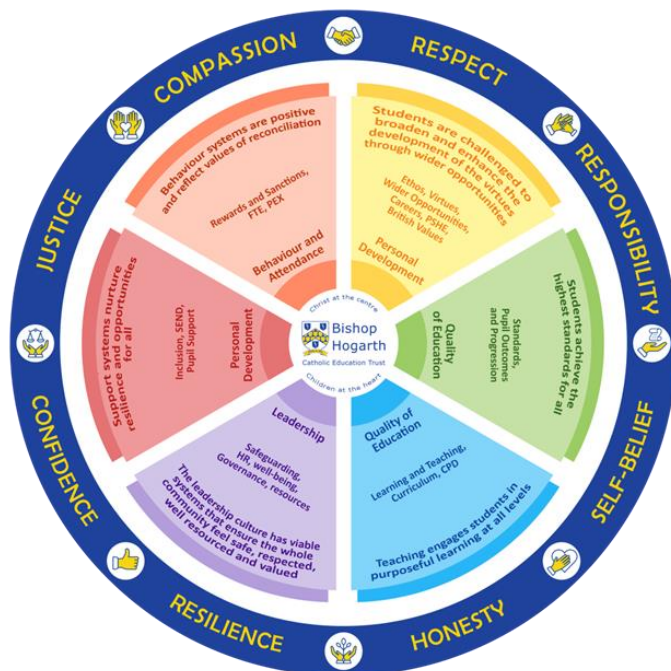 COMPASSION
RESPECT
RESPONSIBILITY
SELF-BELIEF
HONESTY
RESILIENCE
CONFIDENCE
JUSTICE
Behaviour systems are positive
and reflect values of reconciliation
Rewards and Sanctions,
FTE, PEX
Behaviour and
Attendance
Students are challenged to
broaden and enhance the
development of the virtues
through wider opportunities
Ethos, Virtues,
Wider Opportunities,
Careers, PSHE,
British Values
Personal
Development
Students achieve the
highest standards for all
Standards,
Pupil Outcomes
and Progression
Quality
of Education
Quality of
Education
Learning and Teaching,
Curriculum, CPD
Teaching engages students in
purposeful learning at all levels
Leadership
Safeguarding,
HR, well-being,
Governance, resources
The leadership culture has viable
systems that ensure the whole
community feel safe, respected,
well resourced and valued
Support systems nurture
resilience and opportunities
for all
Inclusion, SEND,
Pupil Support
Personal
Development
Christ at the centre
Bishop
Hogarth
Catholic Education Trust
Children at the heart